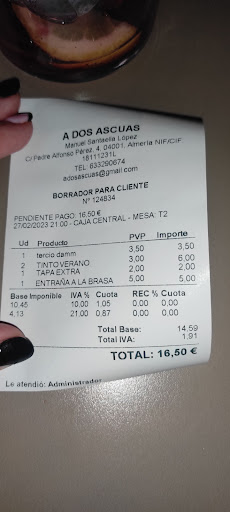 A DOS ASCUAS
Manuel Santaella López
C/ Padre Alfonso Pérez, 4, 04001, Almería NIF/CIF:
18111231L
TEL: 633290674
adosascuas@gmail.com
BORRADOR PARA CLIENTE
Nº 124834
PENDIENTE PAGO: 16,50 €
27/02/2023 21:00 - CAJA CENTRAL - MESA: T2
Ud Producto PVP Importe
1 tercio damm 3,50 3,50
2 TINTO VERANO 3,00 6,00
1 TAPA EXTRA 2,00 2,00
1 ENTRAÑA A LA BRASA 5,00 5,00
Base Imponible IVA % Cuota REC % Cuota
10.45 10.00 1.05 0.00 0.00
4.13 21.00 0.87 0.00 0.00
Total Base: 14,59
Total IVA: 1,91
TOTAL: 16,50 €
Le atendió: Administrador